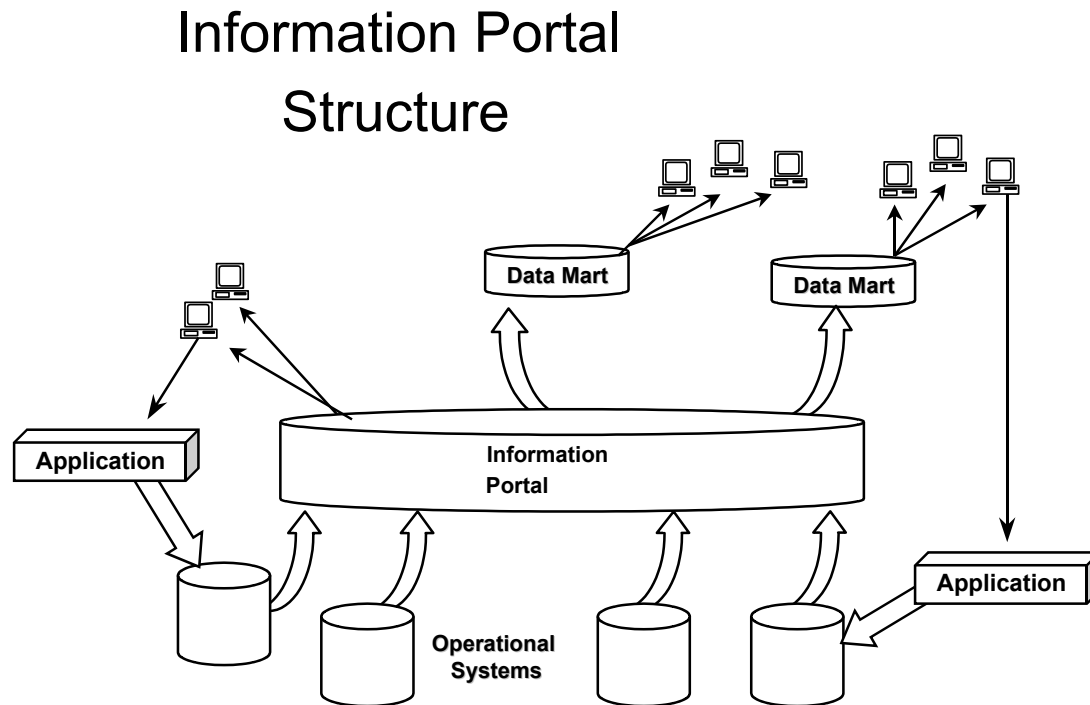 Information Portal
Structure
Data Mart
Data Mart
Application
Information
Portal
Application
Operational
Systems